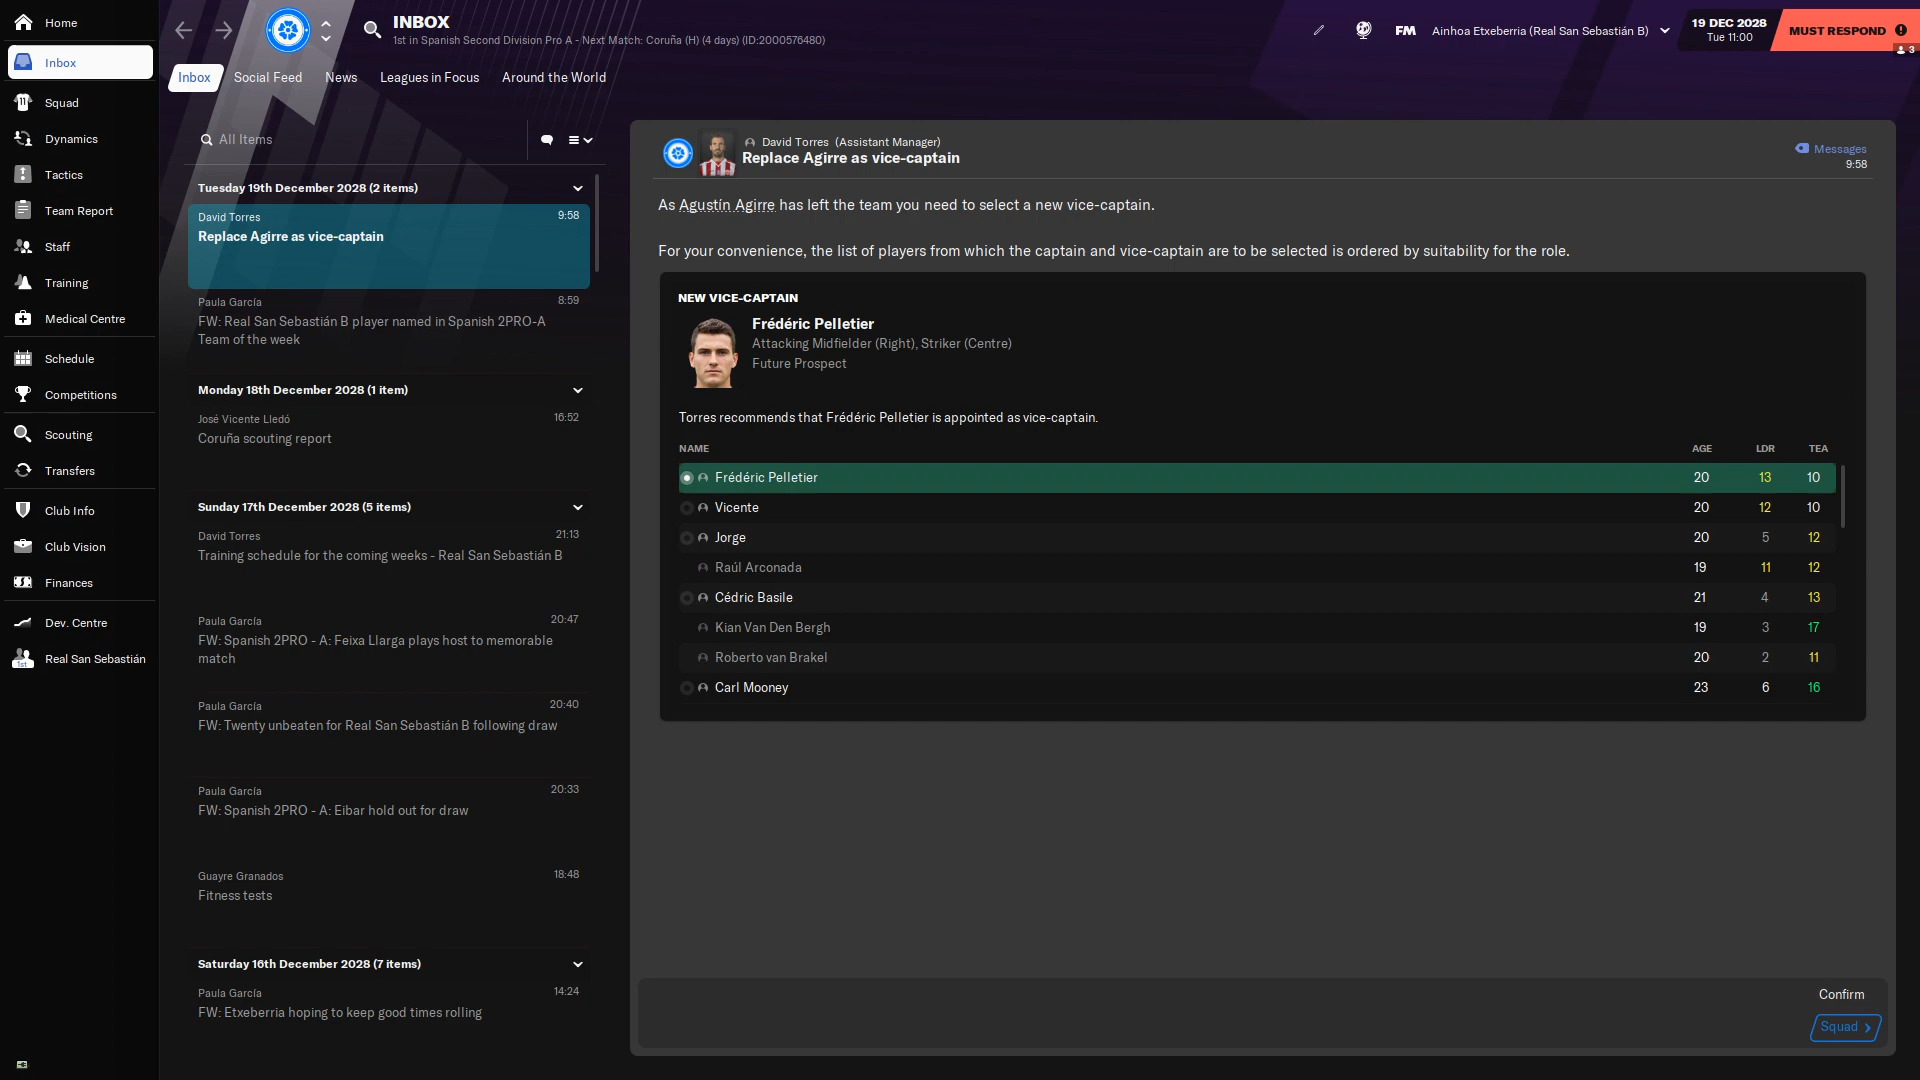 Home
Inbox
Squad
Dynamics
Tactics
Team Report
Staff
Training
Medical Centre
Schedule
Competitions
Scouting
Transfers
Club Info
Club Vision
Finances
Dev. Centre
1st
Real San Sebastián
INBOX
1st in Spanish Second Division Pro A - Next Match: Coruña (H) (4 days) (ID:2000576480)
FM
Ainhoa Etxeberria (Real San Sebastián B)
19 DEC 2028
Tue 11:00
MUST RESPOND
3
Inbox
Social Feed
News
Leagues in Focus
Around the World
All Items
Tuesday 19th December 2028 (2 items)
David Torres
9:58
Replace Agirre as vice-captain
Paula García
8:59
FW: Real San Sebastián B player named in Spanish 2PRO-A
Team of the week
Monday 18th December 2028 (1 item)
José Vicente Lledó
16:52
Coruña scouting report
Sunday 17th December 2028 (5 items)
David Torres
21:13
Training schedule for the coming weeks - Real San Sebastián B
Paula García
20:47
FW: Spanish 2PRO - A: Feixa Llarga plays host to memorable
match
Paula García
20:40
FW: Twenty unbeaten for Real San Sebastián B following draw
Paula García
20:33
FW: Spanish 2PRO - A: Eibar hold out for draw
Guayre Granados
18:48
Fitness tests
Saturday 16th December 2028 (7 items)
Paula García
14:24
FW: Etxeberria hoping to keep good times rolling
David Torres (Assistant Manager)
Replace Agirre as vice-captain
Messages
9:58
As Agustín Agirre has left the team you need to select a new vice-captain.
For your convenience, the list of players from which the captain and vice-captain are to be selected is ordered by suitability for the role.
NEW VICE-CAPTAIN
Frédéric Pelletier
Attacking Midfielder (Right), Striker (Centre)
Future Prospect
Torres recommends that Frédéric Pelletier is appointed as vice-captain.
NAME AGE LDR TEA
Frédéric Pelletier 20 13 10
Vicente 20 12 10
Jorge 20 5 12
Raúl Arconada 19 11 12
Cédric Basile 21 4 13
Kian Van Den Bergh 19 3 17
Roberto van Brakel 20 2 11
Carl Mooney 23 6 16
Confirm
Squad